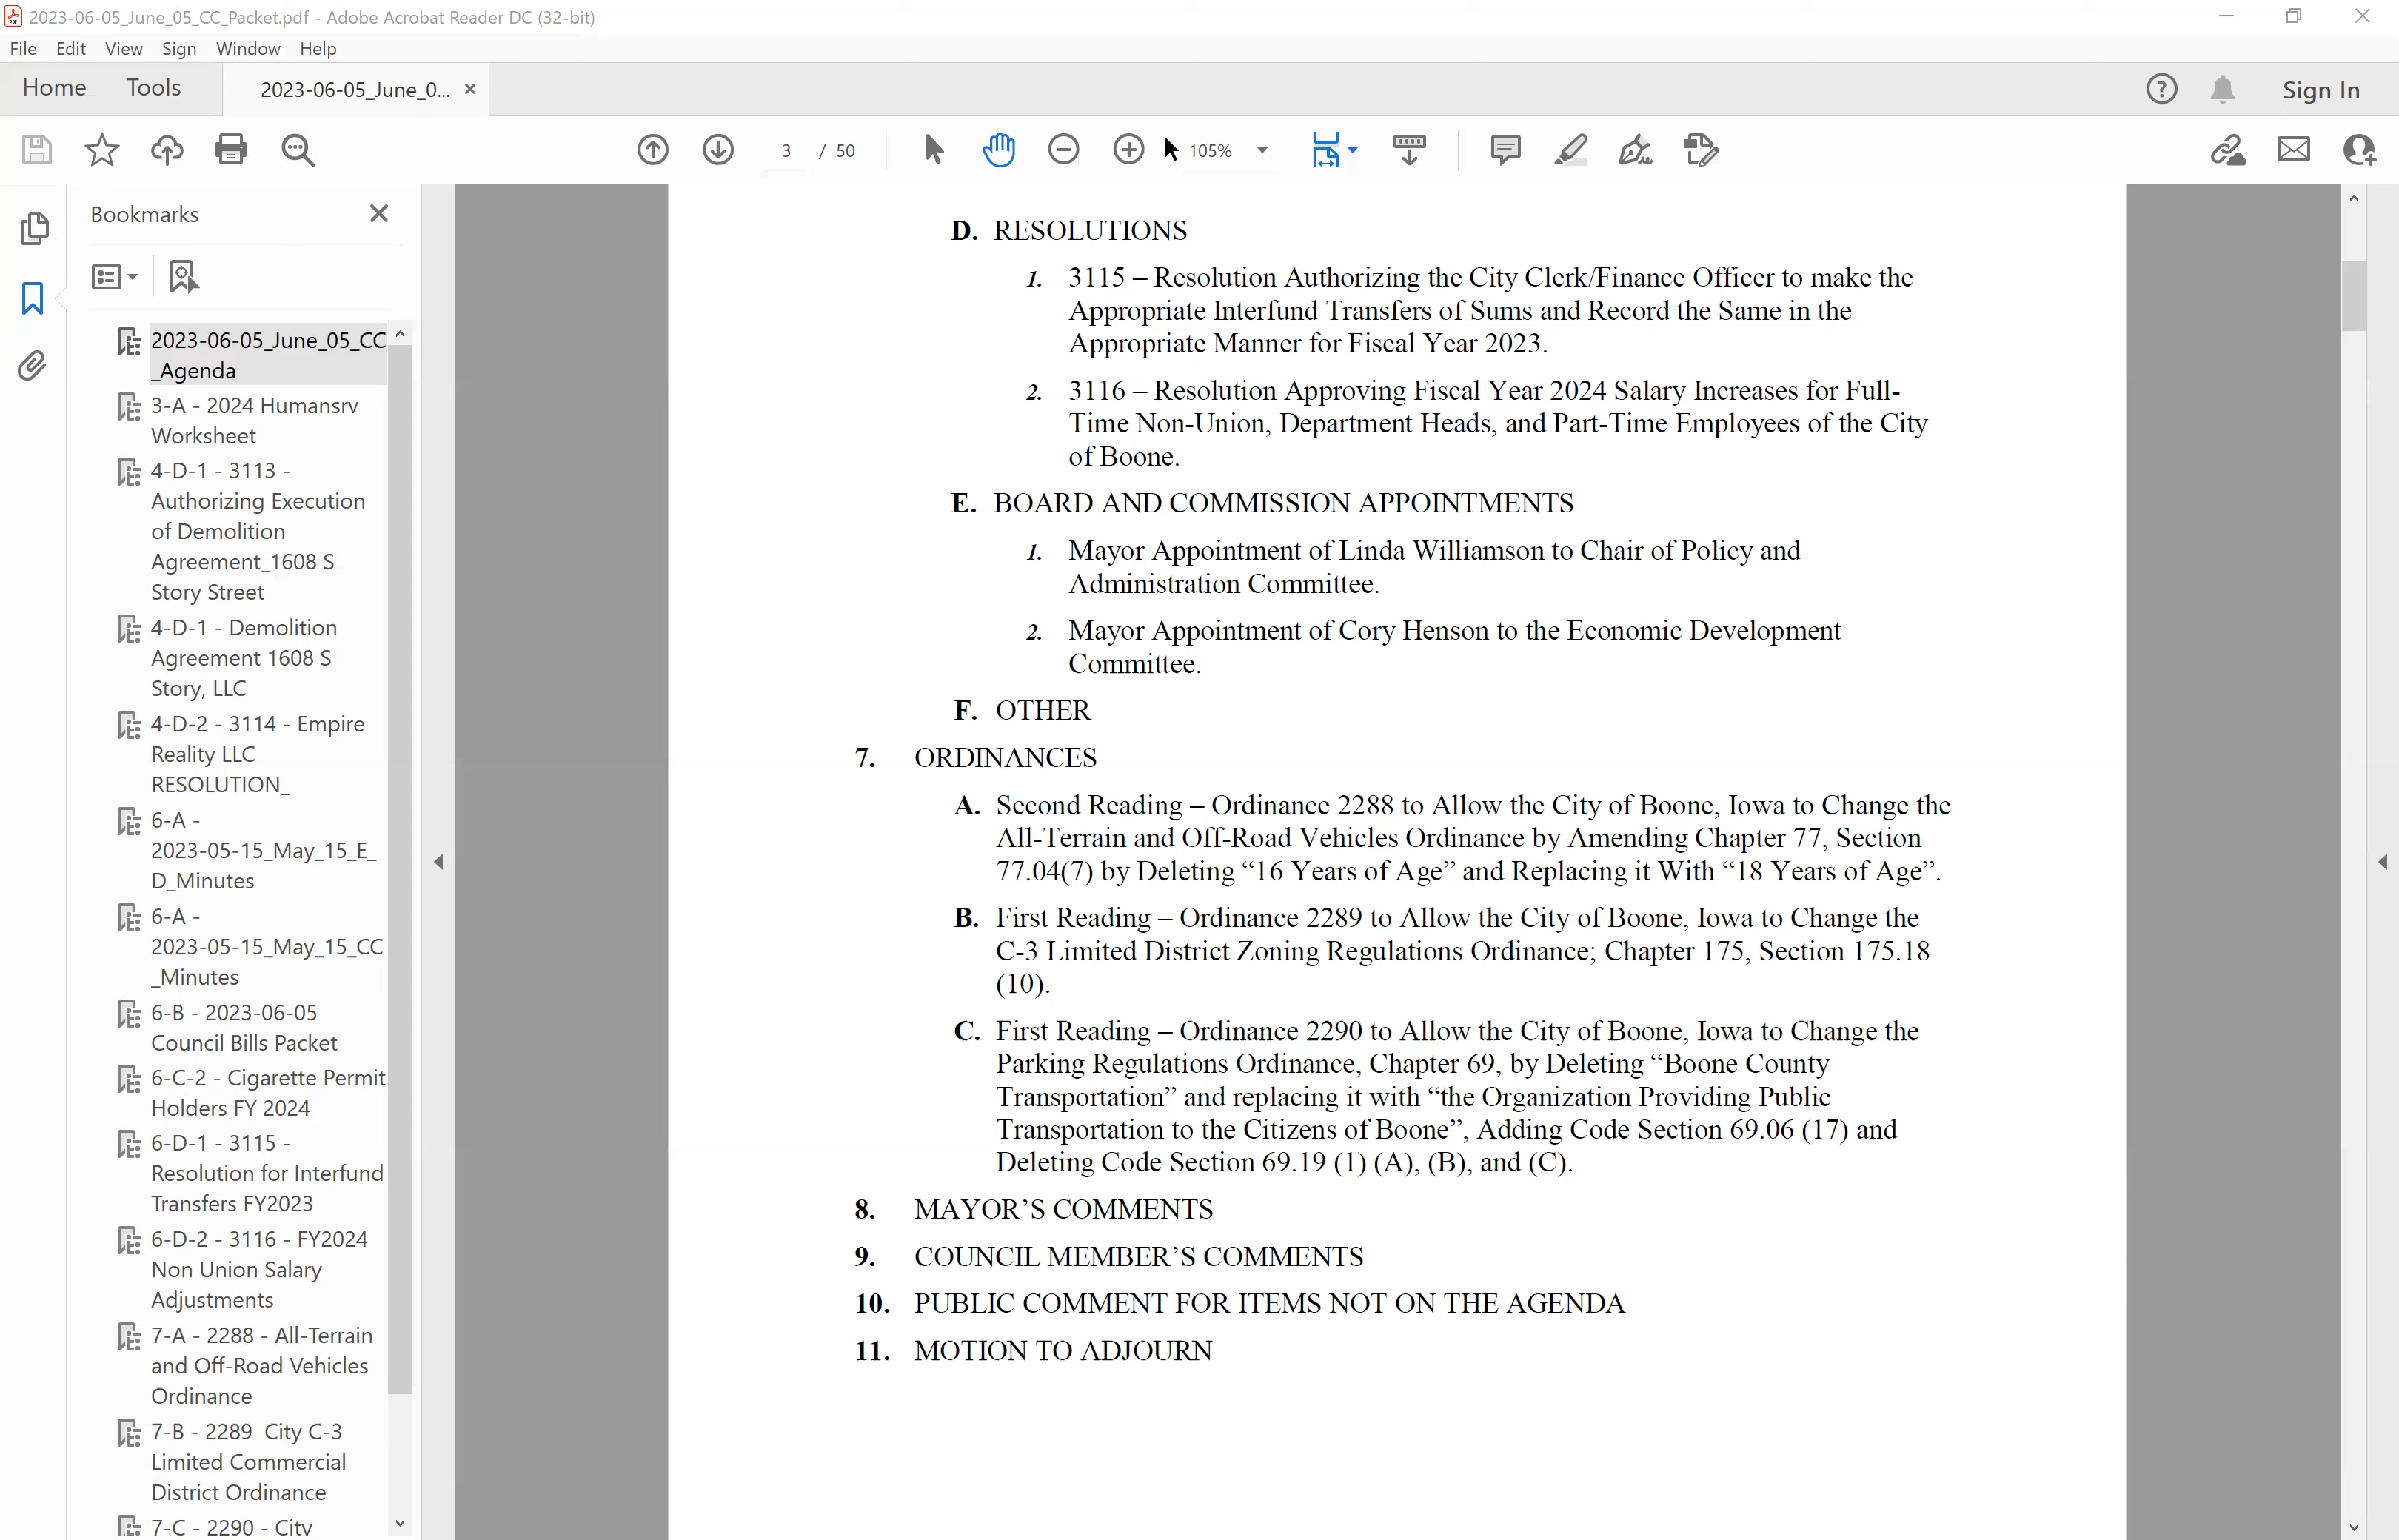 2023-06-05_June_05_CC_Packet.pdf - Adobe Acrobat Reader DC (32-bit)
File Edit View Sign Window Help
Home Tools 2023-06-05_June_0... Sign In
3 / 50 105%
Bookmarks
2023-06-05_June_05_CC
_Agenda
3-A - 2024 Humansrv
Worksheet
4-D-1 - 3113 -
Authorizing Execution
of Demolition
Agreement_1608 S
Story Street
4-D-1 - Demolition
Agreement 1608 S
Story, LLC
4-D-2 - 3114 - Empire
Reality LLC
RESOLUTION_
6-A -
2023-05-15_May_15_E_
D_Minutes
6-A -
2023-05-15_May_15_CC
_Minutes
6-B - 2023-06-05
Council Bills Packet
6-C-2 - Cigarette Permit
Holders FY 2024
6-D-1 - 3115 -
Resolution for Interfund
Transfers FY2023
6-D-2 - 3116 - FY2024
Non Union Salary
Adjustments
7-A - 2288 - All-Terrain
and Off-Road Vehicles
Ordinance
7-B - 2289 City C-3
Limited Commercial
District Ordinance
7-C - 2290 - City
D. RESOLUTIONS
1. 3115 – Resolution Authorizing the City Clerk/Finance Officer to make the
Appropriate Interfund Transfers of Sums and Record the Same in the
Appropriate Manner for Fiscal Year 2023.
2. 3116 – Resolution Approving Fiscal Year 2024 Salary Increases for Full-
Time Non-Union, Department Heads, and Part-Time Employees of the City
of Boone.
E. BOARD AND COMMISSION APPOINTMENTS
1. Mayor Appointment of Linda Williamson to Chair of Policy and
Administration Committee.
2. Mayor Appointment of Cory Henson to the Economic Development
Committee.
F. OTHER
7. ORDINANCES
A. Second Reading – Ordinance 2288 to Allow the City of Boone, Iowa to Change the
All-Terrain and Off-Road Vehicles Ordinance by Amending Chapter 77, Section
77.04(7) by Deleting “16 Years of Age” and Replacing it With “18 Years of Age”.
B. First Reading – Ordinance 2289 to Allow the City of Boone, Iowa to Change the
C-3 Limited District Zoning Regulations Ordinance; Chapter 175, Section 175.18
(10).
C. First Reading – Ordinance 2290 to Allow the City of Boone, Iowa to Change the
Parking Regulations Ordinance, Chapter 69, by Deleting “Boone County
Transportation” and replacing it with “the Organization Providing Public
Transportation to the Citizens of Boone”, Adding Code Section 69.06 (17) and
Deleting Code Section 69.19 (1) (A), (B), and (C).
8. MAYOR’S COMMENTS
9. COUNCIL MEMBER’S COMMENTS
10. PUBLIC COMMENT FOR ITEMS NOT ON THE AGENDA
11. MOTION TO ADJOURN